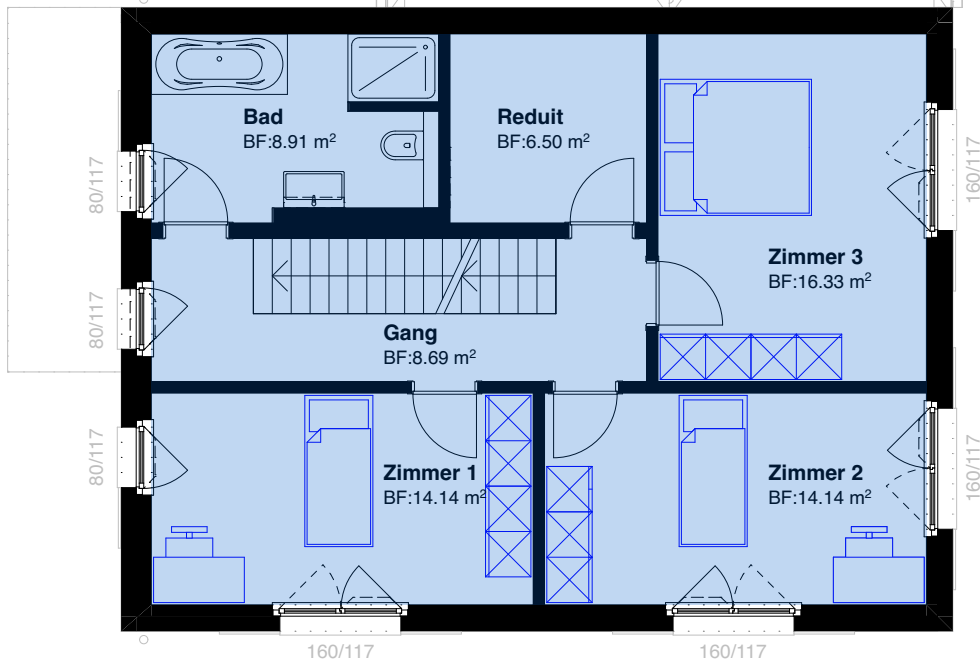 Bad
BF:8.91 m²
Reduit
BF:6.50 m²
80/117
160/117
Zimmer 3
BF:16.33 m²
80/117
Gang
BF:8.69 m²
80/117
Zimmer 1
BF:14.14 m²
Zimmer 2
BF:14.14 m²
160/117
160/117
160/117